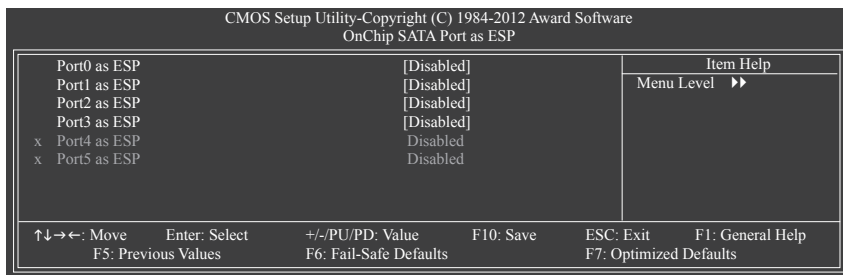 CMOS Setup Utility-Copyright (C) 1984-2012 Award Software
OnChip SATA Port as ESP
Port0 as ESP [Disabled]
Port1 as ESP [Disabled]
Port2 as ESP [Disabled]
Port3 as ESP [Disabled]
x Port4 as ESP Disabled
x Port5 as ESP Disabled
Item Help
Menu Level ▶▶
↑↓→←: Move Enter: Select +/-/PU/PD: Value F10: Save ESC: Exit F1: General Help
F5: Previous Values F6: Fail-Safe Defaults F7: Optimized Defaults